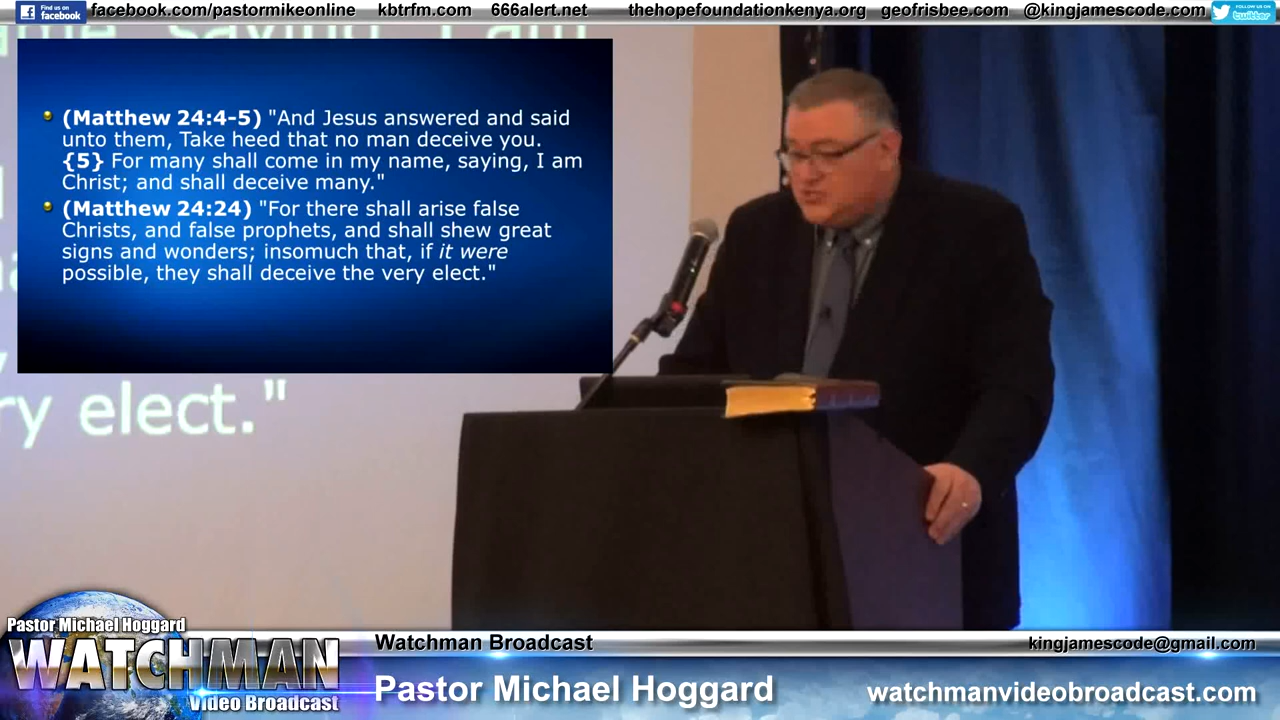 Find us on facebook facebook.com/pastormikeonline kbtrfm.com 666alert.net thehopefoundationkenya.org geofrisbee.com @kingjamescode.com FOLLOW US ON twitter
saying, I am
(Matthew 24:4-5) "And Jesus answered and said
unto them, Take heed that no man deceive you.
{5} For many shall come in my name, saying, I am
Christ; and shall deceive many."
(Matthew 24:24) "For there shall arise false
Christs, and false prophets, and shall shew great
signs and wonders; insomuch that, if it were
possible, they shall deceive the very elect."
ry elect."
Pastor Michael Hoggard
WATCHMAN
Video Broadcast
Watchman Broadcast
kingjamescode@gmail.com
Pastor Michael Hoggard
watchmanvideobroadcast.com